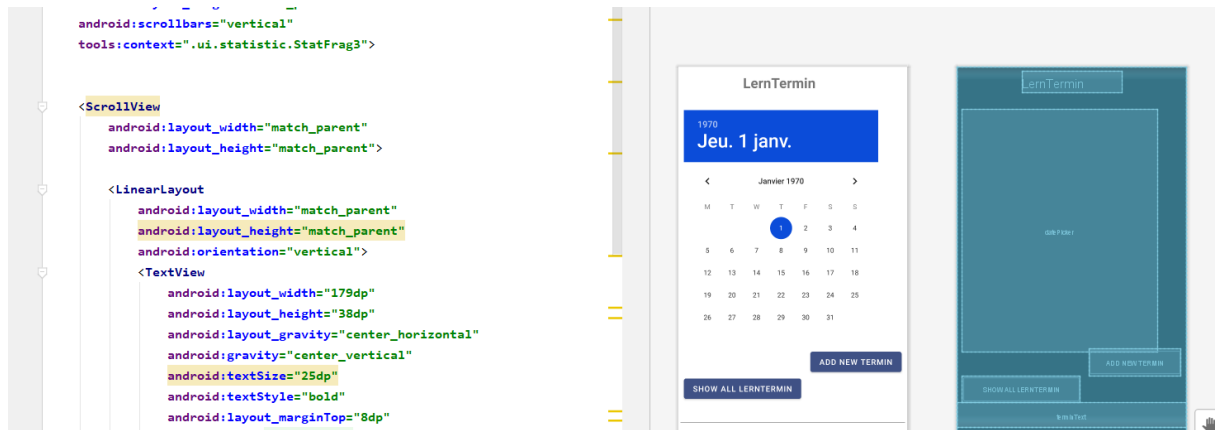 android:scrollbars="vertical"
tools:context=".ui.statistic.StatFrag3">
<ScrollView
android:layout_width="match_parent"
android:layout_height="match_parent">
<LinearLayout
android:layout_width="match_parent"
android:layout_height="match_parent"
android:orientation="vertical">
<TextView
android:layout_width="179dp"
android:layout_height="38dp"
android:layout_gravity="center_horizontal"
android:gravity="center_vertical"
android:textSize="25dp"
android:textStyle="bold"
android:layout_marginTop="8dp"
LernTermin
1970
Jeu. 1 janv.
Janvier 1970
M T W T F S S
1 2 3 4
5 6 7 8 9 10 11
12 13 14 15 16 17 18
19 20 21 22 23 24 25
26 27 28 29 30 31
ADD NEW TERMIN
SHOW ALL LERNTERMIN
LernTermin
datePicker
ADD NEW TERMIN
SHOW ALL LERNTERMIN